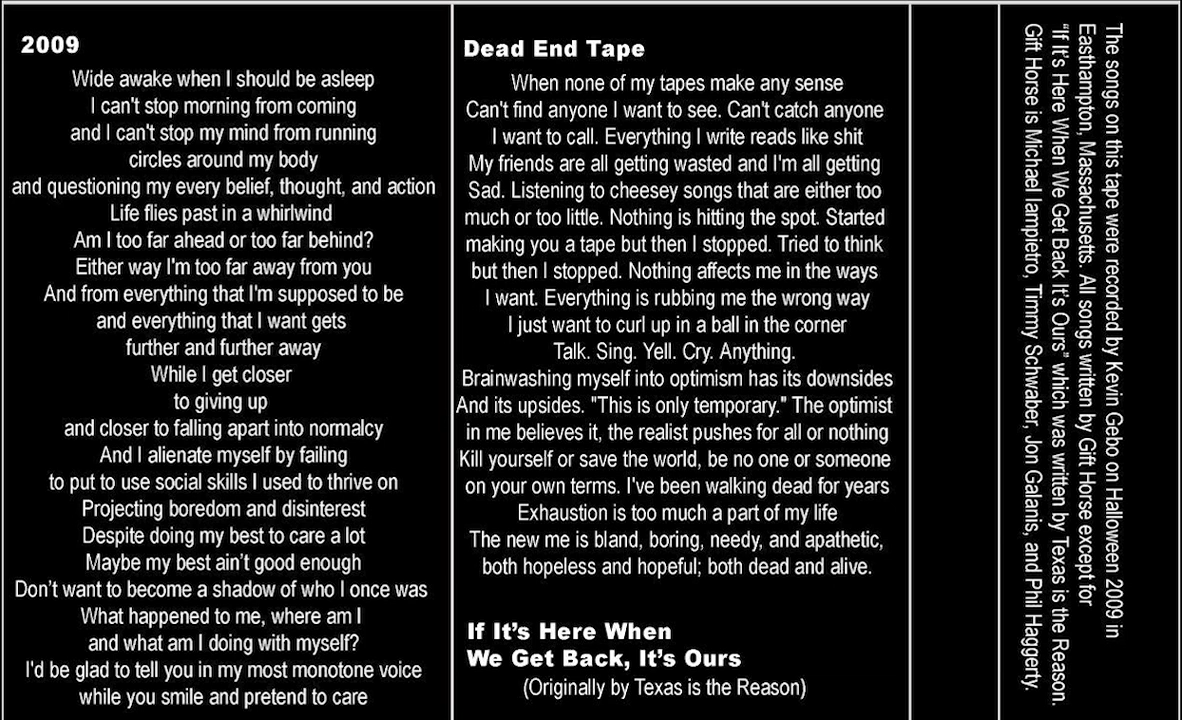 2009
Wide awake when I should be asleep
I can't stop morning from coming
and I can't stop my mind from running
circles around my body
and questioning my every belief, thought, and action
Life flies past in a whirlwind
Am I too far ahead or too far behind?
Either way I'm too far away from you
And from everything that I'm supposed to be
and everything that I want gets
further and further away
While I get closer
to giving up
and closer to falling apart into normalcy
And I alienate myself by failing
to put to use social skills I used to thrive on
Projecting boredom and disinterest
Despite doing my best to care a lot
Maybe my best ain’t good enough
Don’t want to become a shadow of who I once was
What happened to me, where am I
and what am I doing with myself?
I'd be glad to tell you in my most monotone voice
while you smile and pretend to care
Dead End Tape
When none of my tapes make any sense
Can't find anyone I want to see. Can't catch anyone
I want to call. Everything I write reads like shit
My friends are all getting wasted and I'm all getting
Sad. Listening to cheesey songs that are either too
much or too little. Nothing is hitting the spot. Started
making you a tape but then I stopped. Tried to think
but then I stopped. Nothing affects me in the ways
I want. Everything is rubbing me the wrong way
I just want to curl up in a ball in the corner
Talk. Sing. Yell. Cry. Anything.
Brainwashing myself into optimism has its downsides
And its upsides. "This is only temporary." The optimist
in me believes it, the realist pushes for all or nothing
Kill yourself or save the world, be no one or someone
on your own terms. I've been walking dead for years
Exhaustion is too much a part of my life
The new me is bland, boring, needy, and apathetic,
both hopeless and hopeful; both dead and alive.
If It’s Here When
We Get Back, It’s Ours
(Originally by Texas is the Reason)
The songs on this tape were recorded by Kevin Gebo on Halloween 2009 in
Easthampton, Massachusetts. All songs written by Gift Horse except for
"If It's Here When We Get Back It's Ours" which was written by Texas is the Reason.
Gift Horse is Michael Iampietro, Timmy Schwaber, Jon Galanis, and Phil Haggerty.